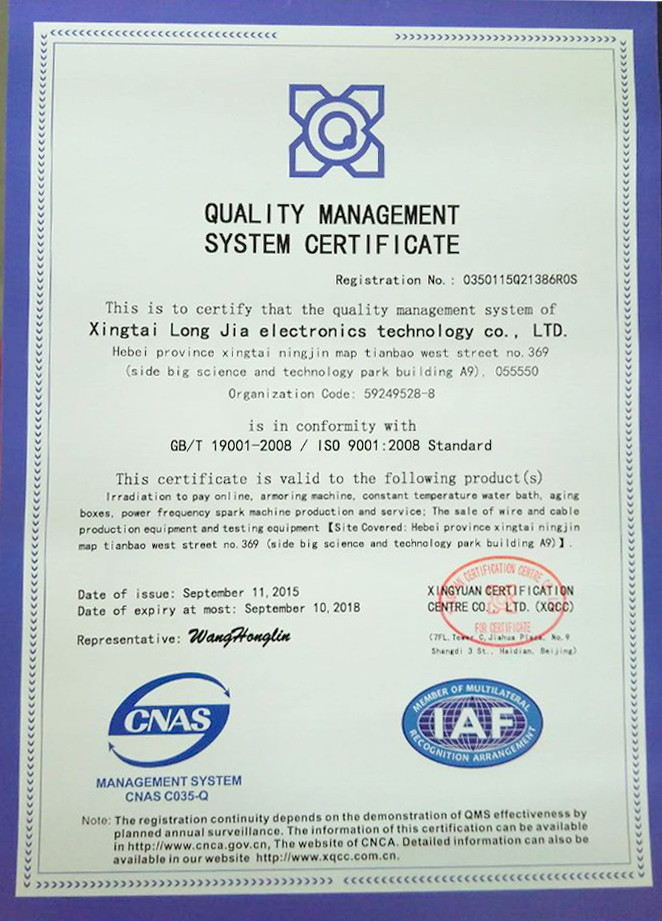 QUALITY MANAGEMENT
SYSTEM CERTIFICATE
Registration No.: 0350115Q21386R0S
This is to certify that the quality management system of
Xingtai Long Jia electronics technology co., LTD.
Hebei province xingtai ningjin map tianbao west street no.369
(side big science and technology park building A9), 055550
Organization Code: 59249528-8
is in conformity with
GB/T 19001-2008 / ISO 9001:2008 Standard
This certificate is valid to the following product(s)
Irradiation to pay online, armoring machine, constant temperature water bath, aging
boxes, power frequency spark machine production and service; The sale of wire and cable
production equipment and testing equipment【Site Covered: Hebei province xingtai ningjin
map tianbao west street no.369 (side big science and technology park building A9)】.
Date of issue: September 11, 2015
Date of expiry at most: September 10, 2018
Representative: WangHonglin
XINGYUAN CERTIFICATION
CENTRE CO., LTD. (XQCC)
(7FL, Tower C, Jiahua Plaza, No.9
Shangdi 3 St., Haidian, Beijing)
CERTIFICATION CENTRE
FOR CERTIFICATE
CNAS
MANAGEMENT SYSTEM
CNAS C035-Q
MEMBER OF MULTILATERAL
IAF
RECOGNITION ARRANGEMENT
Note: The registration continuity depends on the demonstration of QMS effectiveness by
planned annual surveillance. The information of this certification can be available
in http://www.cnca.gov.cn, The website of CNCA. Detailed information can also be
available in our website http://www.xqcc.com.cn.